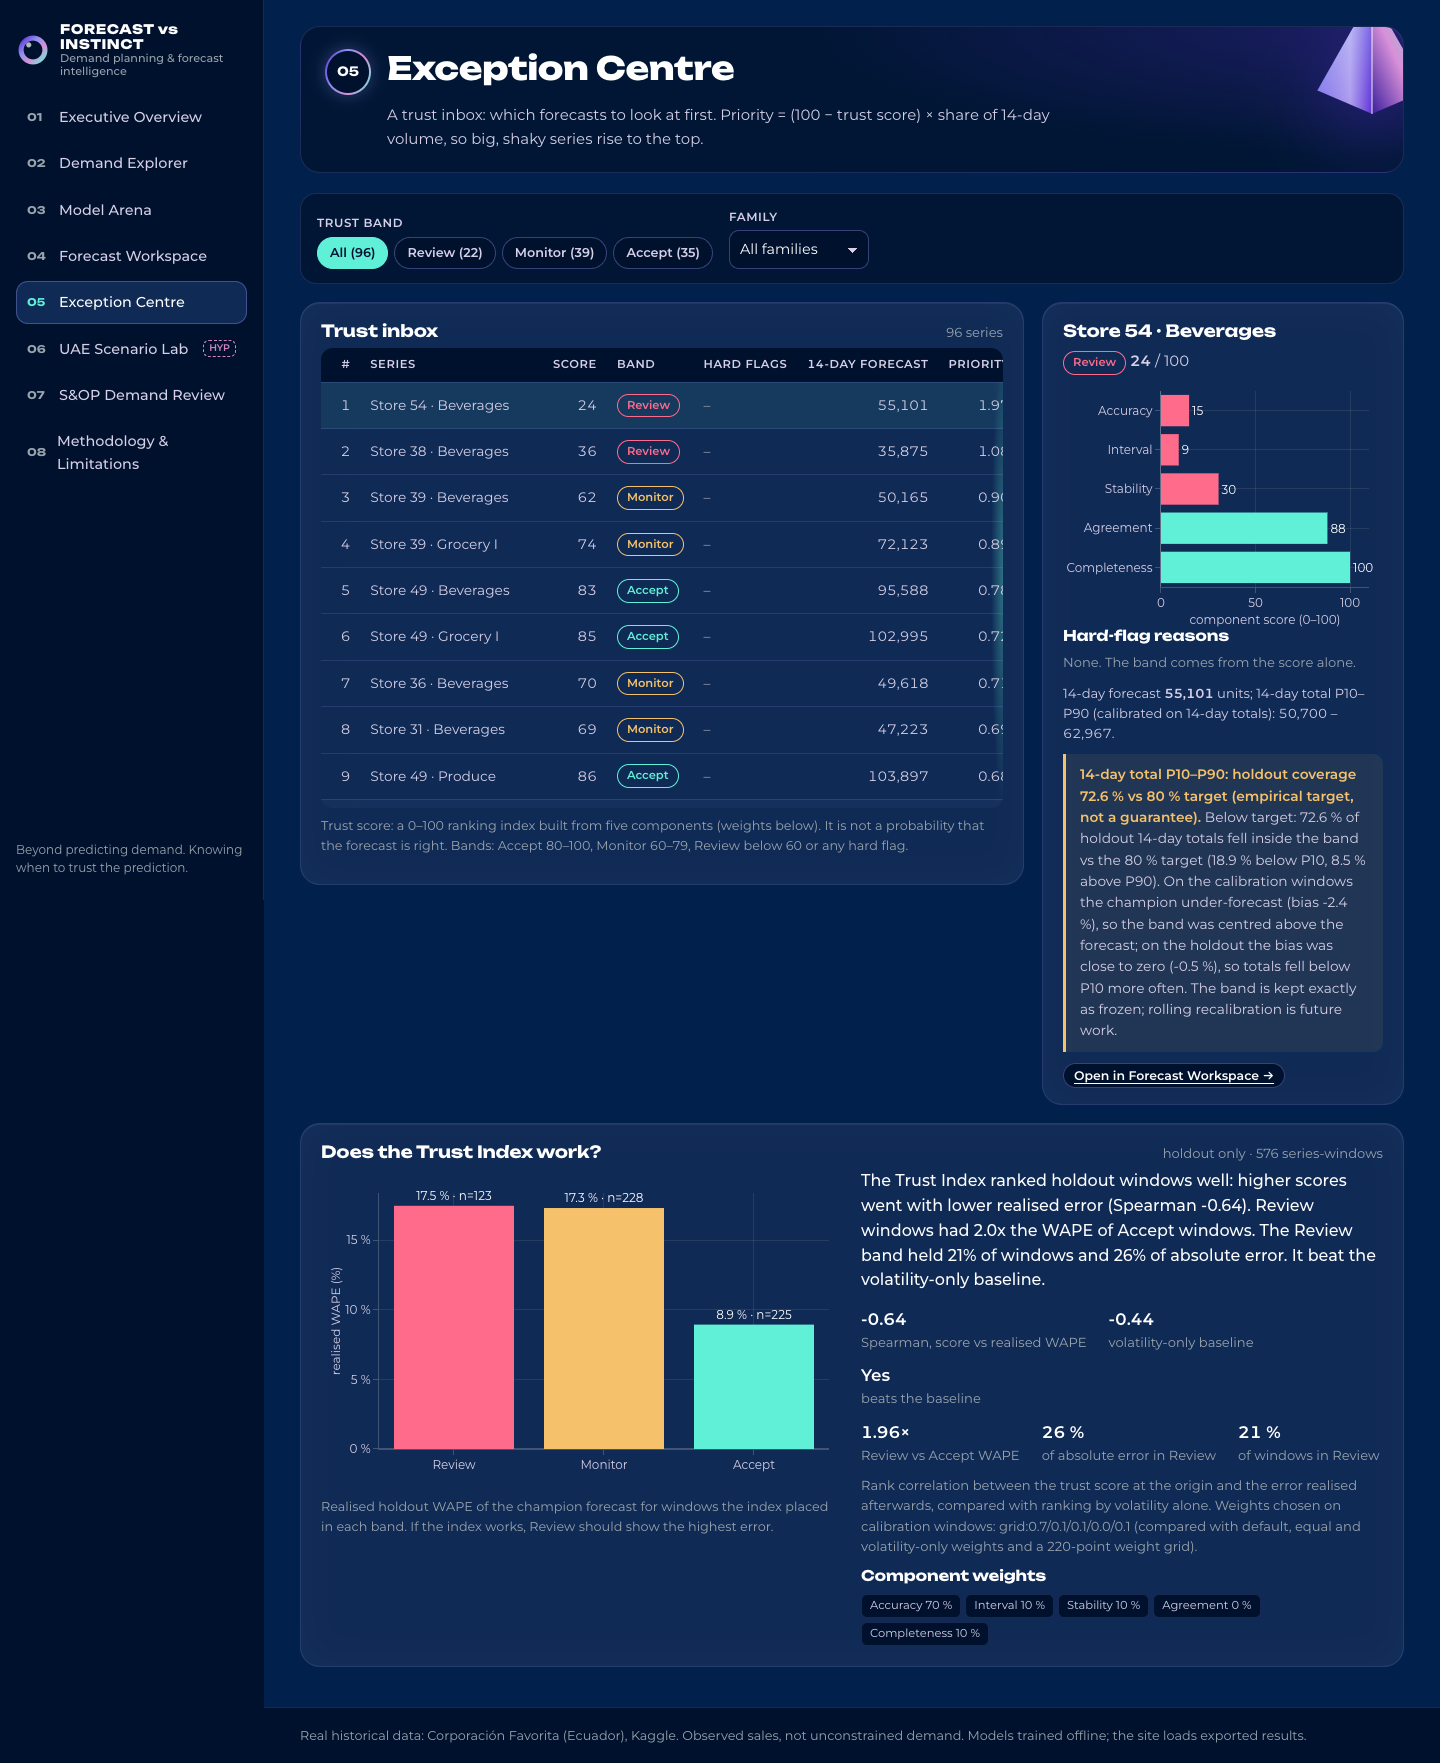 FORECAST vs
INSTINCT
Demand planning & forecast
intelligence
01 Executive Overview
02 Demand Explorer
03 Model Arena
04 Forecast Workspace
05 Exception Centre
06 UAE Scenario Lab HYP
07 S&OP Demand Review
08 Methodology &
Limitations
Beyond predicting demand. Knowing
when to trust the prediction.
05 Exception Centre
A trust inbox: which forecasts to look at first. Priority = (100 − trust score) × share of 14-day
volume, so big, shaky series rise to the top.
TRUST BAND
All (96) Review (22) Monitor (39) Accept (35)
FAMILY
All families
Trust inbox 96 series
# SERIES SCORE BAND HARD FLAGS 14-DAY FORECAST PRIORITY
1 Store 54 · Beverages 24 Review – 55,101 1.97
2 Store 38 · Beverages 36 Review – 35,875 1.08
3 Store 39 · Beverages 62 Monitor – 50,165 0.90
4 Store 39 · Grocery I 74 Monitor – 72,123 0.89
5 Store 49 · Beverages 83 Accept – 95,588 0.78
6 Store 49 · Grocery I 85 Accept – 102,995 0.72
7 Store 36 · Beverages 70 Monitor – 49,618 0.71
8 Store 31 · Beverages 69 Monitor – 47,223 0.69
9 Store 49 · Produce 86 Accept – 103,897 0.68
Trust score: a 0–100 ranking index built from five components (weights below). It is not a probability that
the forecast is right. Bands: Accept 80–100, Monitor 60–79, Review below 60 or any hard flag.
Store 54 · Beverages
Review 24 / 100
Accuracy 15
Interval 9
Stability 30
Agreement 88
Completeness 100
0 50 100
component score (0–100)
Hard-flag reasons
None. The band comes from the score alone.
14-day forecast 55,101 units; 14-day total P10–
P90 (calibrated on 14-day totals): 50,700 –
62,967.
14-day total P10–P90: holdout coverage
72.6 % vs 80 % target (empirical target,
not a guarantee). Below target: 72.6 % of
holdout 14-day totals fell inside the band
vs the 80 % target (18.9 % below P10, 8.5 %
above P90). On the calibration windows
the champion under-forecast (bias -2.4
%), so the band was centred above the
forecast; on the holdout the bias was
close to zero (-0.5 %), so totals fell below
P10 more often. The band is kept exactly
as frozen; rolling recalibration is future
work.
Open in Forecast Workspace →
Does the Trust Index work? holdout only · 576 series-windows
17.5 % · n=123
17.3 % · n=228
8.9 % · n=225
15 %
10 %
5 %
0 %
realised WAPE (%)
Review Monitor Accept
Realised holdout WAPE of the champion forecast for windows the index placed
in each band. If the index works, Review should show the highest error.
The Trust Index ranked holdout windows well: higher scores
went with lower realised error (Spearman -0.64). Review
windows had 2.0x the WAPE of Accept windows. The Review
band held 21% of windows and 26% of absolute error. It beat the
volatility-only baseline.
-0.64 -0.44
Spearman, score vs realised WAPE volatility-only baseline
Yes
beats the baseline
1.96× 26 % 21 %
Review vs Accept WAPE of absolute error in Review of windows in Review
Rank correlation between the trust score at the origin and the error realised
afterwards, compared with ranking by volatility alone. Weights chosen on
calibration windows: grid:0.7/0.1/0.1/0.0/0.1 (compared with default, equal and
volatility-only weights and a 220-point weight grid).
Component weights
Accuracy 70 % Interval 10 % Stability 10 % Agreement 0 %
Completeness 10 %
Real historical data: Corporación Favorita (Ecuador), Kaggle. Observed sales, not unconstrained demand. Models trained offline; the site loads exported results.